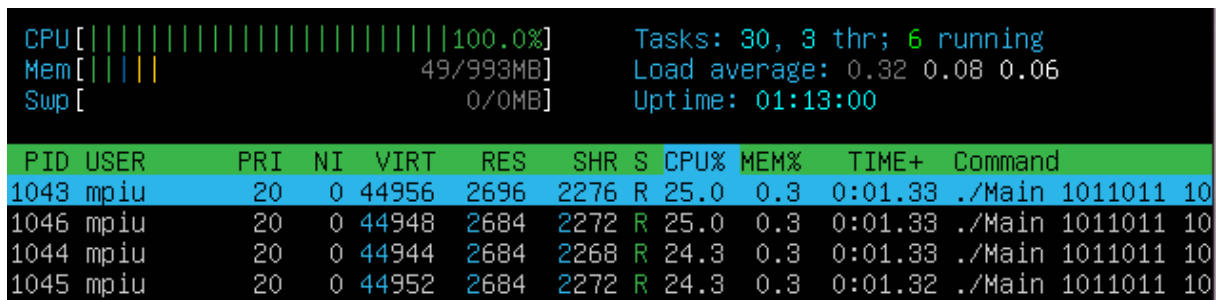 CPU[||||||||||||||||||||||||||100.0%] Tasks: 30, 3 thr; 6 running
Mem[||||| 49/993MB] Load average: 0.32 0.08 0.06
Swp[ 0/0MB] Uptime: 01:13:00
PID USER PRI NI VIRT RES SHR S CPU% MEM% TIME+ Command
1043 mpiu 20 0 44956 2696 2276 R 25.0 0.3 0:01.33 ./Main 1011011 10
1046 mpiu 20 0 44948 2684 2272 R 25.0 0.3 0:01.33 ./Main 1011011 10
1044 mpiu 20 0 44944 2684 2268 R 24.3 0.3 0:01.33 ./Main 1011011 10
1045 mpiu 20 0 44952 2684 2272 R 24.3 0.3 0:01.32 ./Main 1011011 10